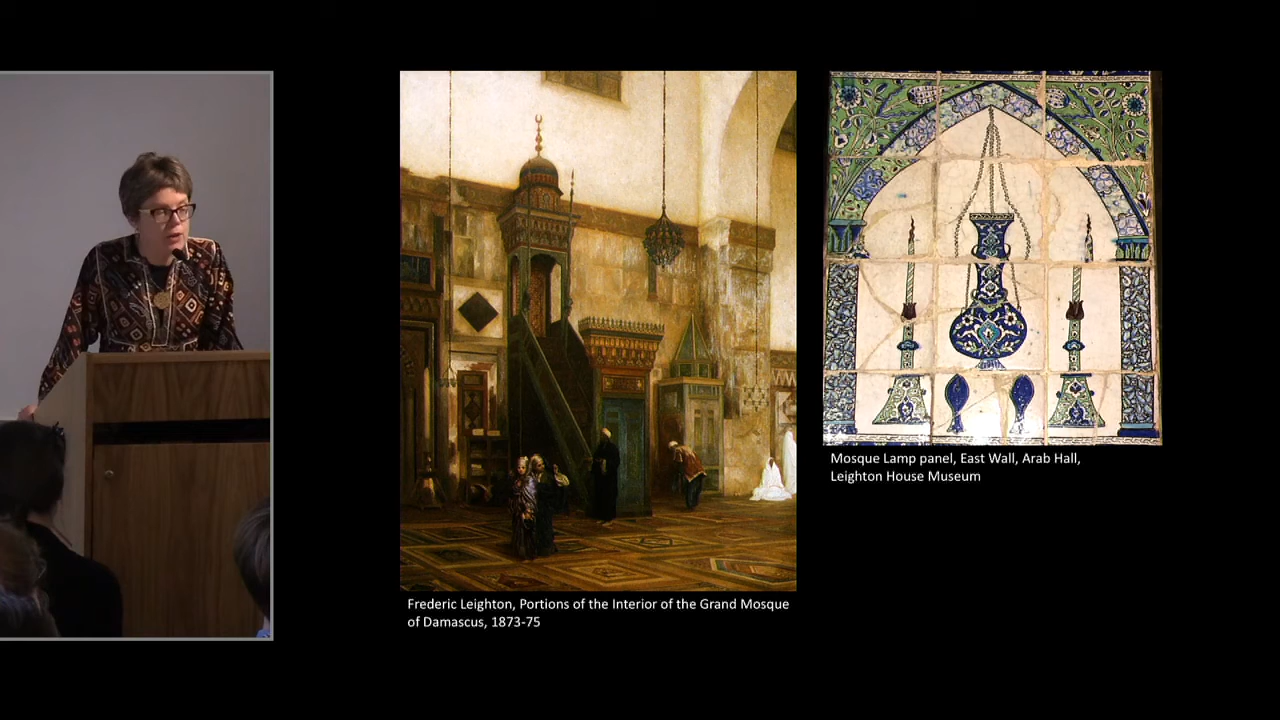 Frederic Leighton, Portions of the Interior of the Grand Mosque
of Damascus, 1873-75
Mosque Lamp panel, East Wall, Arab Hall,
Leighton House Museum